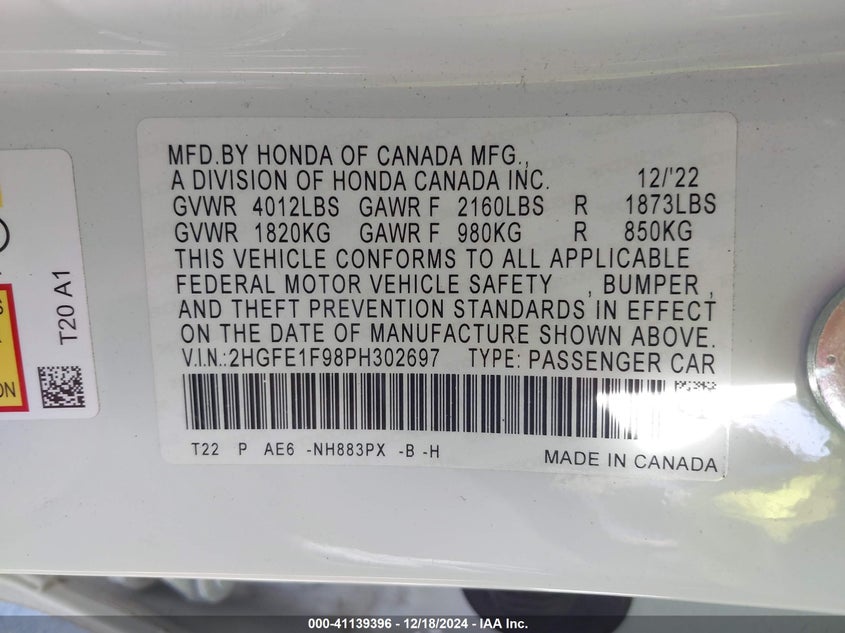 MFD.BY HONDA OF CANADA MFG.,
A DIVISION OF HONDA CANADA INC. 12/'22
GVWR 4012LBS GAWR F 2160LBS R 1873LBS
GVWR 1820KG GAWR F 980KG R 850KG
THIS VEHICLE CONFORMS TO ALL APPLICABLE
FEDERAL MOTOR VEHICLE SAFETY , BUMPER ,
AND THEFT PREVENTION STANDARDS IN EFFECT
ON THE DATE OF MANUFACTURE SHOWN ABOVE.
V.I.N.:2HGFE1F98PH302697 TYPE: PASSENGER CAR
T22 P AE6 -NH883PX -B -H
MADE IN CANADA
T20 A1
ON
000-41139396 - 12/18/2024 - IAA, Inc.